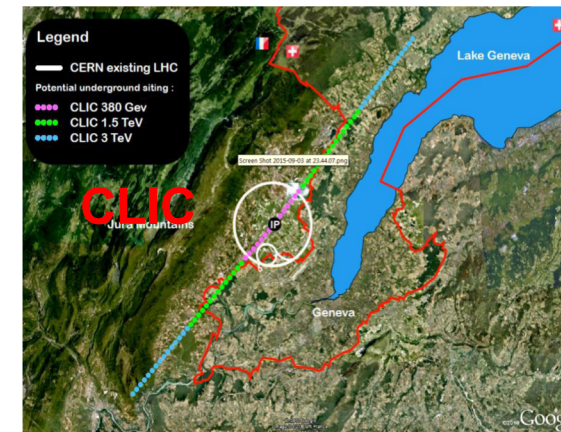 Legend
CERN existing LHC
Potential underground siting :
CLIC 380 Gev
CLIC 1.5 TeV
CLIC 3 TeV
Lake Geneva
Screen Shot 2015-09-03 at 23.44.07.png
CLIC
Jura Mountains
IP
Geneva
Goog